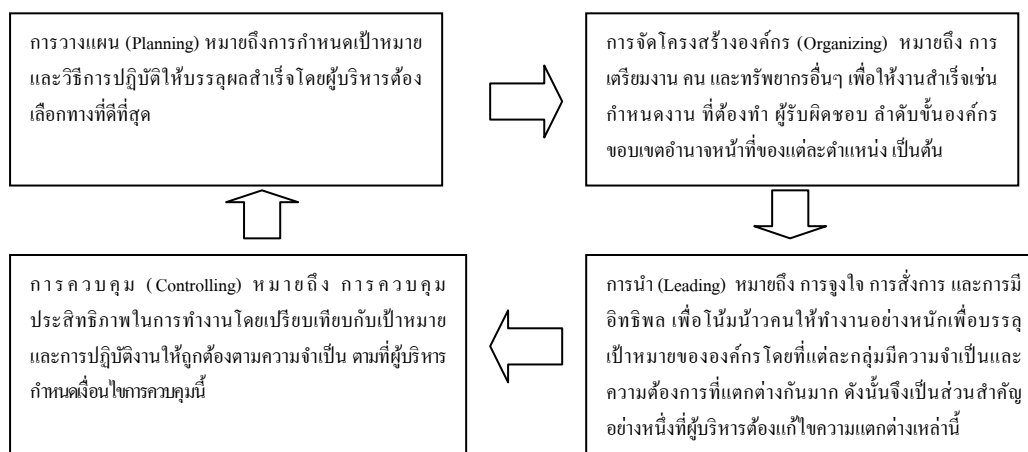 การวางแผน (Planning) หมายถึงการกำหนดเป้าหมาย
และวิธีการปฏิบัติให้บรรลุผลสำเร็จโดยผู้บริหารต้อง
เลือกทางที่ดีที่สุด
การจัดโครงสร้างองค์กร (Organizing) หมายถึง การ
เตรียมงาน คน และทรัพยากรอื่นๆ เพื่อให้งานสำเร็จเช่น
กำหนดงาน ที่ต้องทำ ผู้รับผิดชอบ ลำดับขั้นองค์กร
ขอบเขตอำนาจหน้าที่ของแต่ละตำแหน่ง เป็นต้น
การควบคุม (Controlling) หมายถึง การควบคุม
ประสิทธิภาพในการทำงานโดยเปรียบเทียบกับเป้าหมาย
และการปฏิบัติงานให้ถูกต้องตามความจำเป็น ตามที่ผู้บริหาร
กำหนดเงื่อนไขการควบคุมนี้
การนำ (Leading) หมายถึง การจูงใจ การสั่งการ และการมี
อิทธิพล เพื่อโน้มน้าวคนให้ทำงานอย่างหนักเพื่อบรรลุ
เป้าหมายขององค์กรโดยที่แต่ละกลุ่มมีความจำเป็นและ
ความต้องการที่แตกต่างกันมาก ดังนั้นจึงเป็นส่วนสำคัญ
อย่างหนึ่งที่ผู้บริหารต้องแก้ไขความแตกต่างเหล่านี้